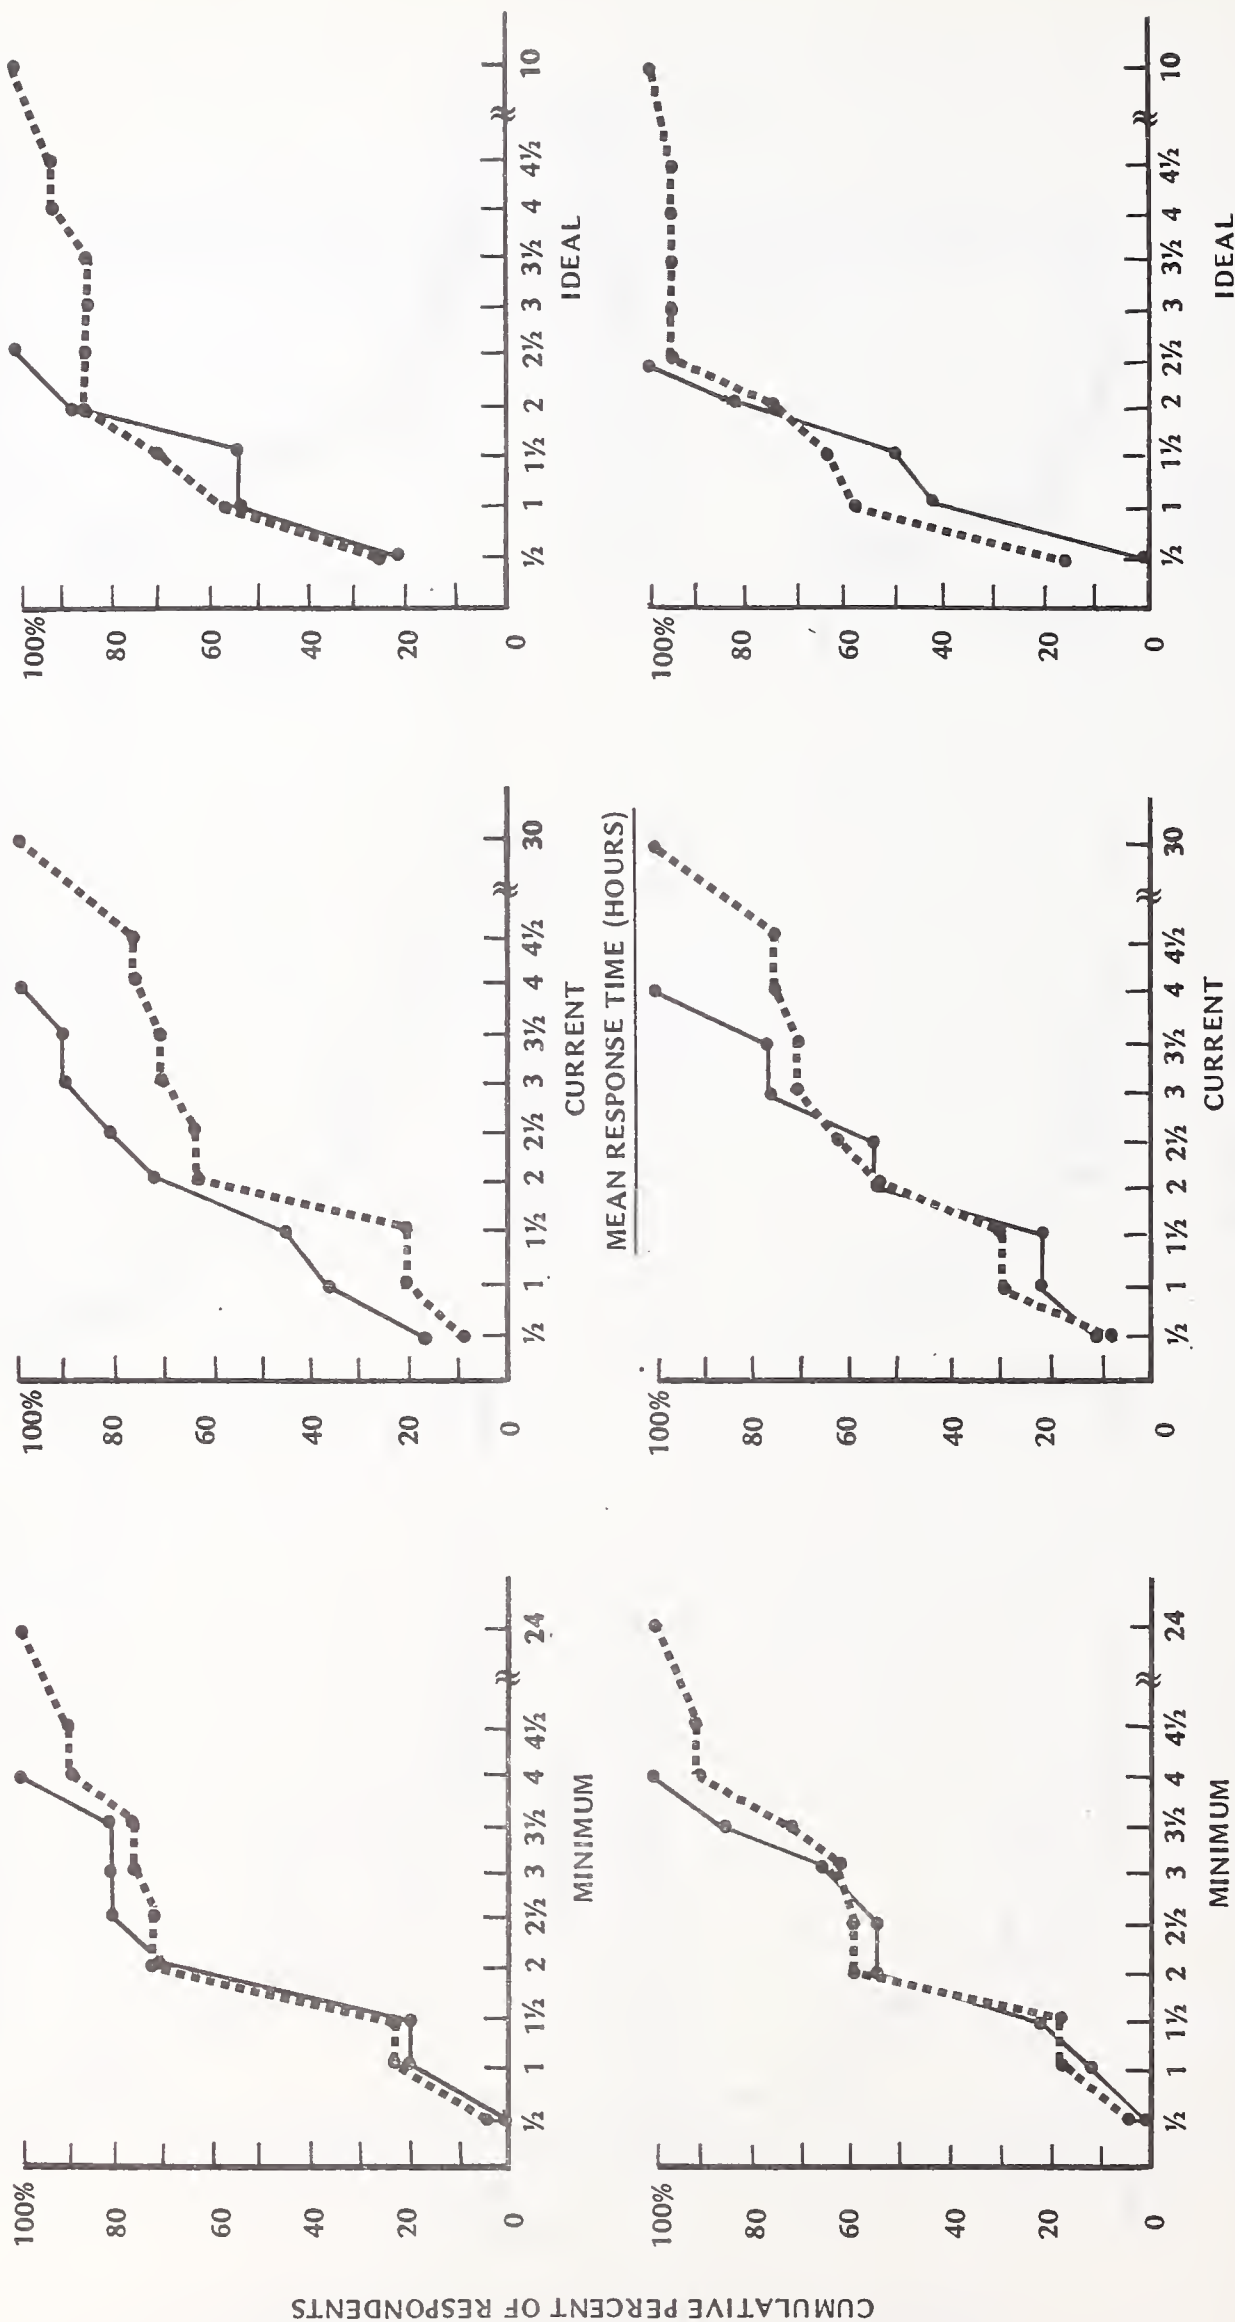 CUMULATIVE PERCENT OF RESPONDENTS
100%
80
60
40
20
0
½ 1 1½ 2 2½ 3 3½ 4 4½ 24
MINIMUM
100%
80
60
40
20
0
½ 1 1½ 2 2½ 3 3½ 4 4½ 30
CURRENT
100%
80
60
40
20
0
½ 1 1½ 2 2½ 3 3½ 4 4½ 10
IDEAL
MEAN RESPONSE TIME (HOURS)
100%
80
60
40
20
0
½ 1 1½ 2 2½ 3 3½ 4 4½ 24
MINIMUM
100%
80
60
40
20
0
½ 1 1½ 2 2½ 3 3½ 4 4½ 30
CURRENT
100%
80
60
40
20
0
½ 1 1½ 2 2½ 3 3½ 4 4½ 10
IDEAL